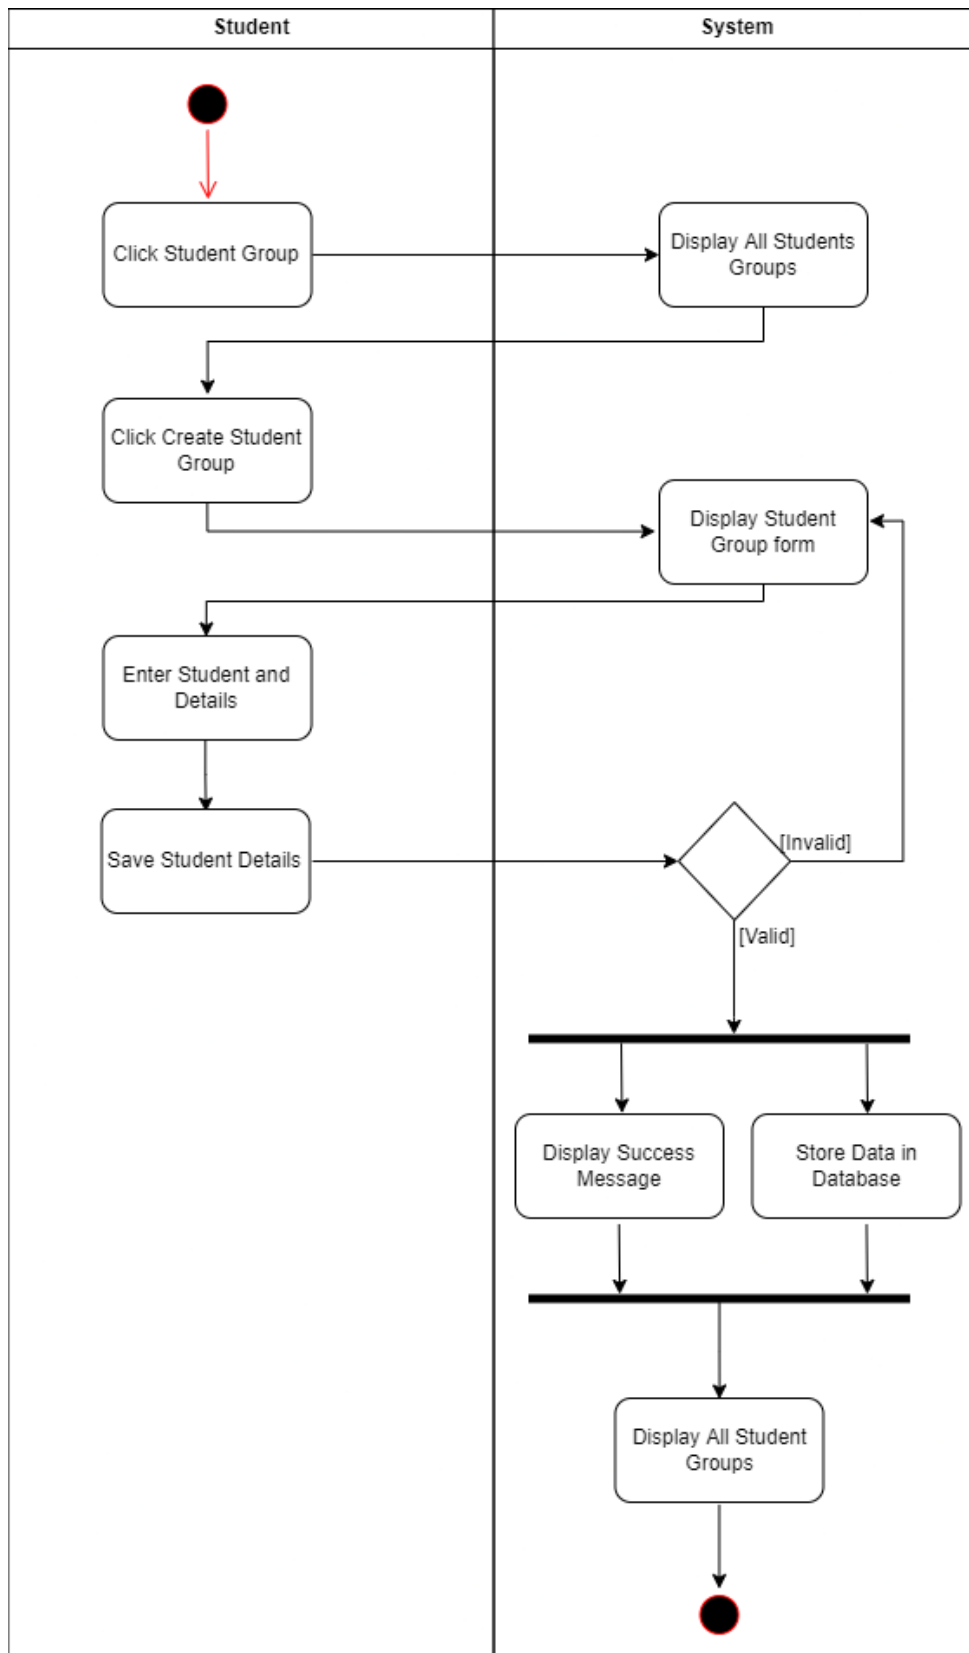 Student
System
Click Student Group
Display All Students
Groups
Click Create Student
Group
Display Student
Group form
Enter Student and
Details
Save Student Details
[Invalid]
[Valid]
Display Success
Message
Store Data in
Database
Display All Student
Groups